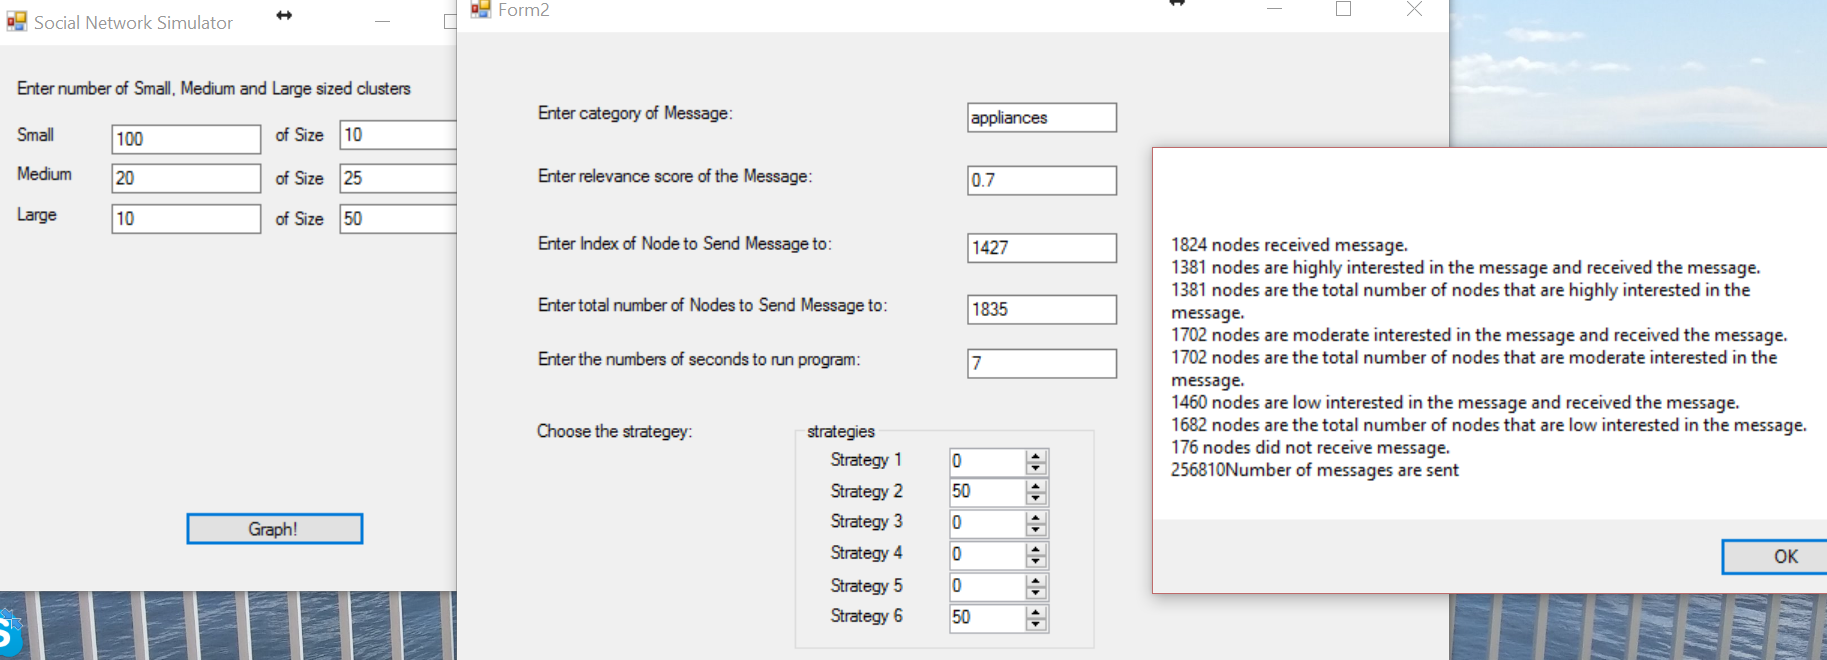 Social Network Simulator
Enter number of Small, Medium and Large sized clusters
Small 100 of Size 10
Medium 20 of Size 25
Large 10 of Size 50
Graph!
Form2
Enter category of Message: appliances
Enter relevance score of the Message: 0.7
Enter Index of Node to Send Message to: 1427
Enter total number of Nodes to Send Message to: 1835
Enter the numbers of seconds to run program: 7
Choose the strategey:
strategies
Strategy 1 0
Strategy 2 50
Strategy 3 0
Strategy 4 0
Strategy 5 0
Strategy 6 50
1824 nodes received message.
1381 nodes are highly interested in the message and received the message.
1381 nodes are the total number of nodes that are highly interested in the
message.
1702 nodes are moderate interested in the message and received the message.
1702 nodes are the total number of nodes that are moderate interested in the
message.
1460 nodes are low interested in the message and received the message.
1682 nodes are the total number of nodes that are low interested in the message.
176 nodes did not receive message.
256810Number of messages are sent
OK